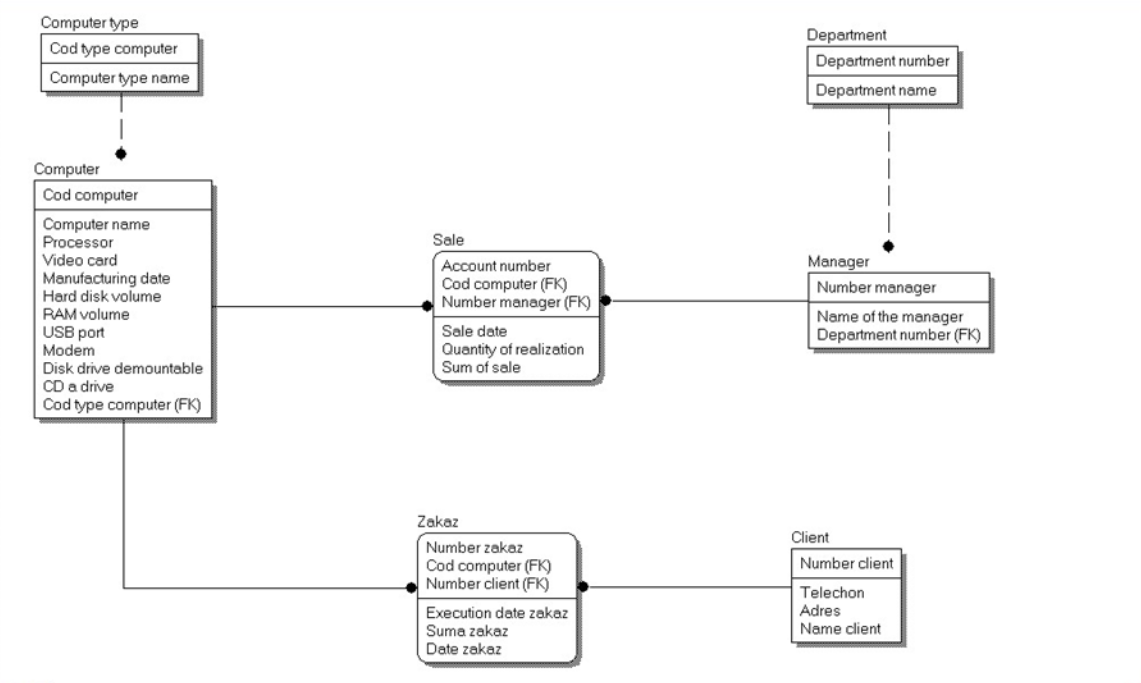 Computer type
Cod type computer
Computer type name
Department
Department number
Department name
Computer
Cod computer
Computer name
Processor
Video card
Manufacturing date
Hard disk volume
RAM volume
USB port
Modem
Disk drive demountable
CD a drive
Cod type computer (FK)
Sale
Account number
Cod computer (FK)
Number manager (FK)
Sale date
Quantity of realization
Sum of sale
Manager
Number manager
Name of the manager
Department number (FK)
Zakaz
Number zakaz
Cod computer (FK)
Number client (FK)
Execution date zakaz
Suma zakaz
Date zakaz
Client
Number client
Telechon
Adres
Name client